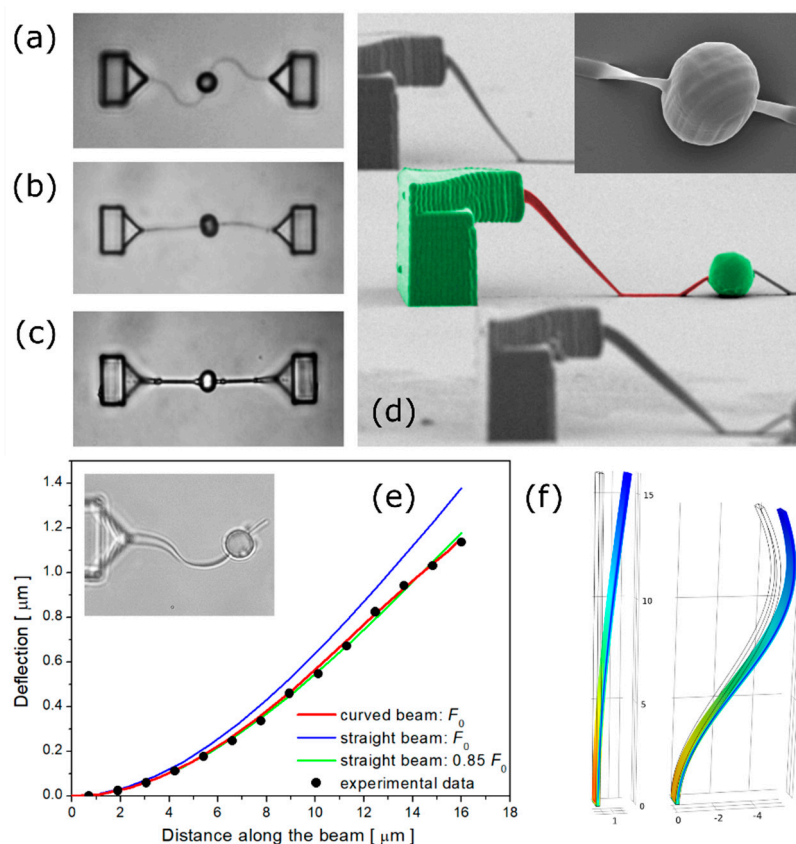 (a)
(b)
(c)
(d)
(e)
Deflection [ μm ]
1.4
1.2
1.0
0.8
0.6
0.4
0.2
0.0
curved beam: F₀
straight beam: F₀
straight beam: 0.85 F₀
experimental data
0 2 4 6 8 10 12 14 16 18
Distance along the beam [ μm ]
(f)
15
10
5
0
1
0 -2 -4